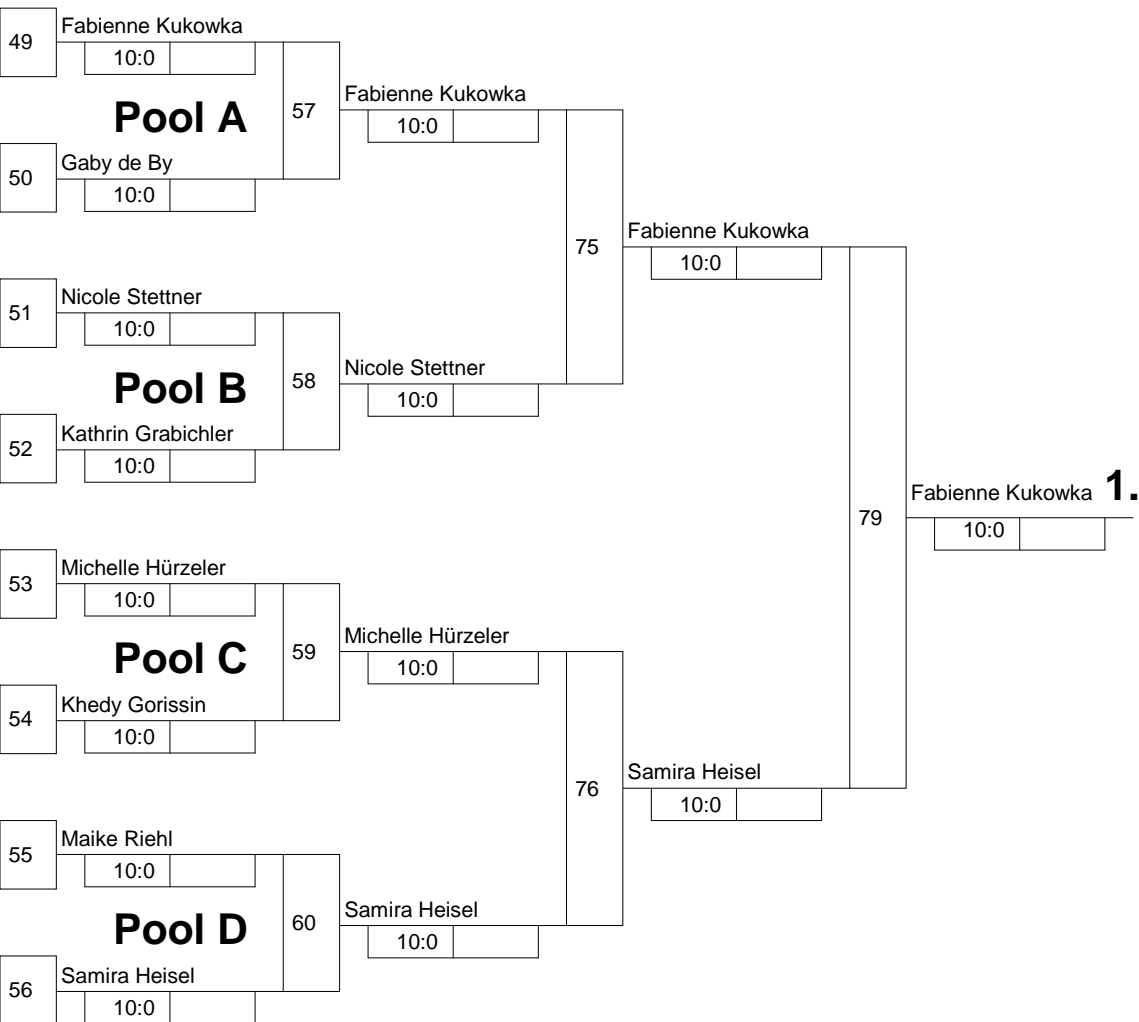 49
Fabienne Kukowka
10:0
Pool A
57
Fabienne Kukowka
10:0
50
Gaby de By
10:0
75
Fabienne Kukowka
10:0
51
Nicole Stettner
10:0
Pool B
58
Nicole Stettner
10:0
52
Kathrin Grabichler
10:0
79
Fabienne Kukowka 1.
10:0
53
Michelle Hürzeler
10:0
Pool C
59
Michelle Hürzeler
10:0
54
Khedy Gorissin
10:0
76
Samira Heisel
10:0
55
Maike Riehl
10:0
Pool D
60
Samira Heisel
10:0
56
Samira Heisel
10:0